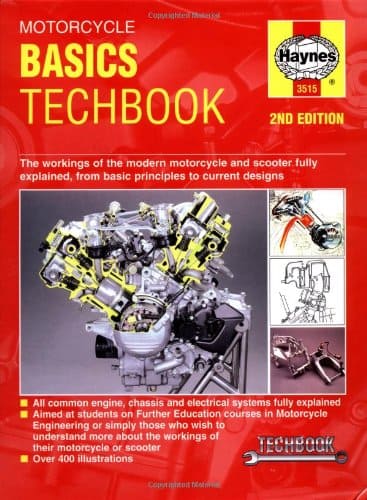 MOTORCYCLE
BASICS
TECHBOOK
Haynes
3515
®
2ND EDITION
The workings of the modern motorcycle and scooter fully
explained, from basic principles to current designs
All common engine, chassis and electrical systems fully explained
Aimed at students on Further Education courses in Motorcycle
Engineering or simply those who wish to
understand more about the workings of
their motorcycle or scooter
Over 400 illustrations
TECHBOOK